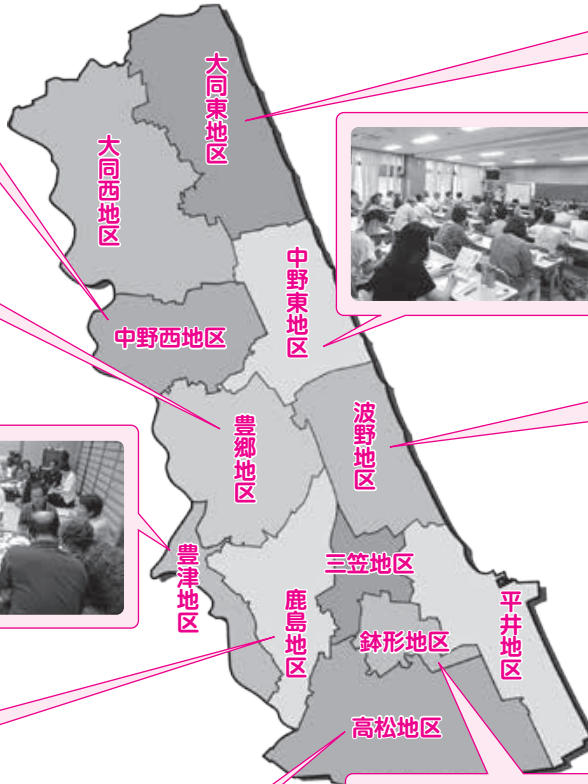 大同東地区
大同西地区
中野東地区
中野西地区
豊郷地区
波野地区
豊津地区
鹿島地区
三笠地区
平井地区
鉢形地区
高松地区